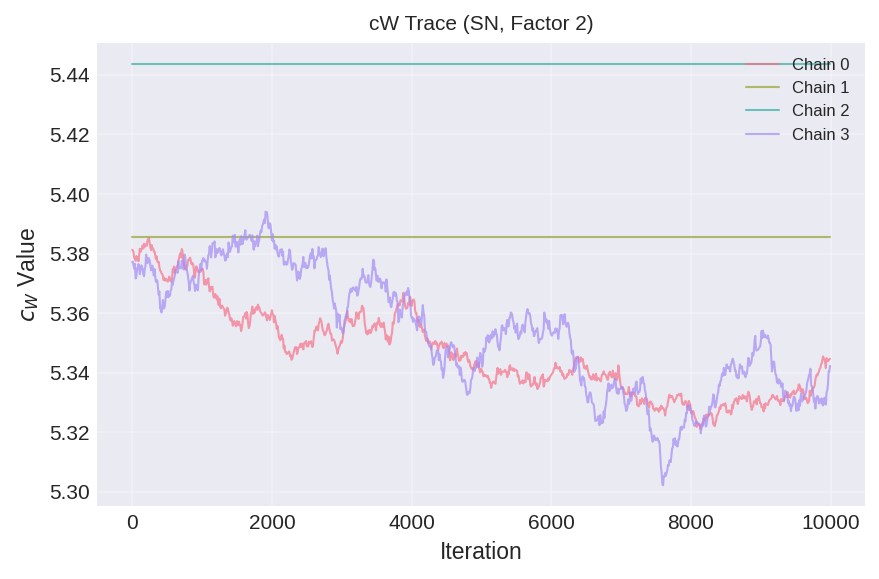 cW Trace (SN, Factor 2)
5.44
5.42
5.40
5.38
5.36
5.34
5.32
5.30
c_W Value
Chain 0
Chain 1
Chain 2
Chain 3
0 2000 4000 6000 8000 10000
Iteration